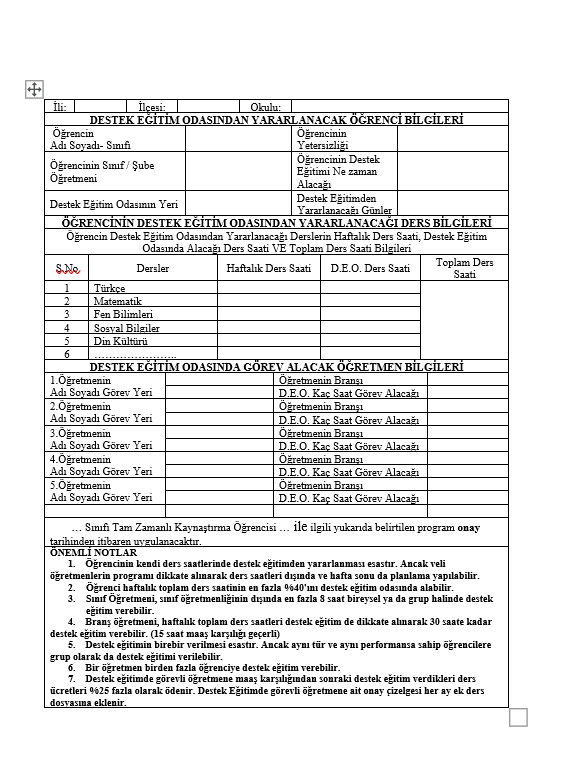 İli: İlçesi: Okulu:
DESTEK EĞİTİM ODASINDAN YARARLANACAK ÖĞRENCİ BİLGİLERİ
Öğrencin
Adı Soyadı- Sınıfı
Öğrencinin
Yetersizliği
Öğrencinin Sınıf / Şube
Öğretmeni
Öğrencinin Destek
Eğitimi Ne zaman
Alacağı
Destek Eğitim Odasının Yeri
Destek Eğitimden
Yararlanacağı Günler
ÖĞRENCİNİN DESTEK EĞİTİM ODASINDAN YARARLANACAĞI DERS BİLGİLERİ
Öğrencin Destek Eğitim Odasından Yararlanacağı Derslerin Haftalık Ders Saati, Destek Eğitim
Odasında Alacağı Ders Saati VE Toplam Ders Saati Bilgileri
S.No Dersler Haftalık Ders Saati D.E.O. Ders Saati Toplam Ders
Saati
1 Türkçe
2 Matematik
3 Fen Bilimleri
4 Sosyal Bilgiler
5 Din Kültürü
6 …………………..
DESTEK EĞİTİM ODASINDA GÖREV ALACAK ÖĞRETMEN BİLGİLERİ
1.Öğretmenin
Adı Soyadı Görev Yeri
Öğretmenin Branşı
D.E.O. Kaç Saat Görev Alacağı
2.Öğretmenin
Adı Soyadı Görev Yeri
Öğretmenin Branşı
D.E.O. Kaç Saat Görev Alacağı
3.Öğretmenin
Adı Soyadı Görev Yeri
Öğretmenin Branşı
D.E.O. Kaç Saat Görev Alacağı
4.Öğretmenin
Adı Soyadı Görev Yeri
Öğretmenin Branşı
D.E.O. Kaç Saat Görev Alacağı
5.Öğretmenin
Adı Soyadı Görev Yeri
Öğretmenin Branşı
D.E.O. Kaç Saat Görev Alacağı
… Sınıfı Tam Zamanlı Kaynaştırma Öğrencisi … ile ilgili yukarıda belirtilen program onay
tarihinden itibaren uygulanacaktır.
ÖNEMLİ NOTLAR
1. Öğrencinin kendi ders saatlerinde destek eğitimden yararlanması esastır. Ancak veli
öğretmenlerin programı dikkate alınarak ders saatleri dışında ve hafta sonu da planlama yapılabilir.
2. Öğrenci haftalık toplam ders saatinin en fazla %40'ını destek eğitim odasında alabilir.
3. Sınıf Öğretmeni, sınıf öğretmenliğinin dışında en fazla 8 saat bireysel ya da grup halinde destek
eğitim verebilir.
4. Branş öğretmeni, haftalık toplam ders saatleri destek eğitim de dikkate alınarak 30 saate kadar
destek eğitim verebilir. (15 saat maaş karşılığı geçerli)
5. Destek eğitimin birebir verilmesi esastır. Ancak aynı tür ve aynı performansa sahip öğrencilere
grup olarak da destek eğitimi verilebilir.
6. Bir öğretmen birden fazla öğrenciye destek eğitim verebilir.
7. Destek eğitimde görevli öğretmene maaş karşılığından sonraki destek eğitim verdikleri ders
ücretleri %25 fazla olarak ödenir. Destek Eğitimde görevli öğretmene ait onay çizelgesi her ay ek ders
dosyasına eklenir.